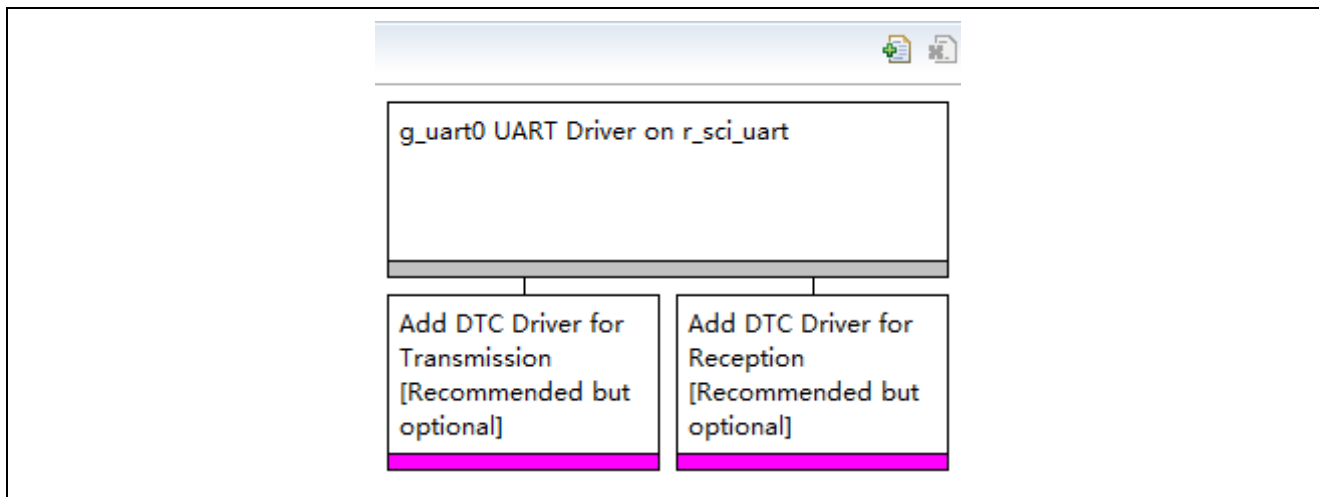 g_uart0 UART Driver on r_sci_uart
Add DTC Driver for
Transmission
[Recommended but
optional]
Add DTC Driver for
Reception
[Recommended but
optional]